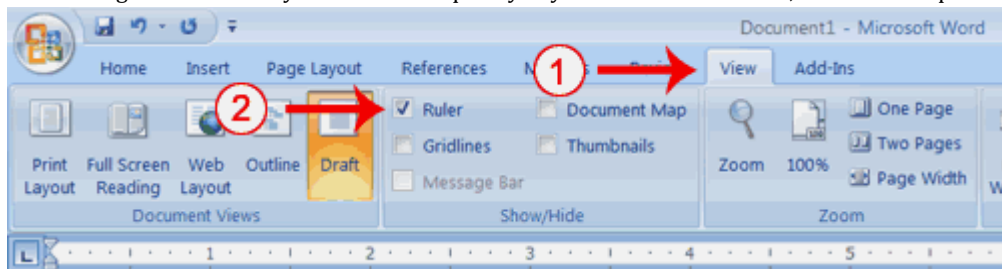 Document1 - Microsoft Word
Home Insert Page Layout References View Add-Ins
1
2
Ruler Document Map One Page
Gridlines Thumbnails Two Pages
Print Layout Full Screen Reading Web Layout Outline Draft Message Bar Zoom 100% Page Width
Document Views Show/Hide Zoom
L 1 2 3 4 5